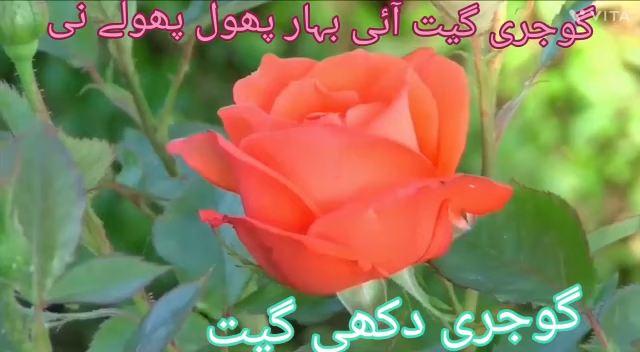 گوجری گیت آئی بہار پھول پھولے نی
گوجری دکھی گیت